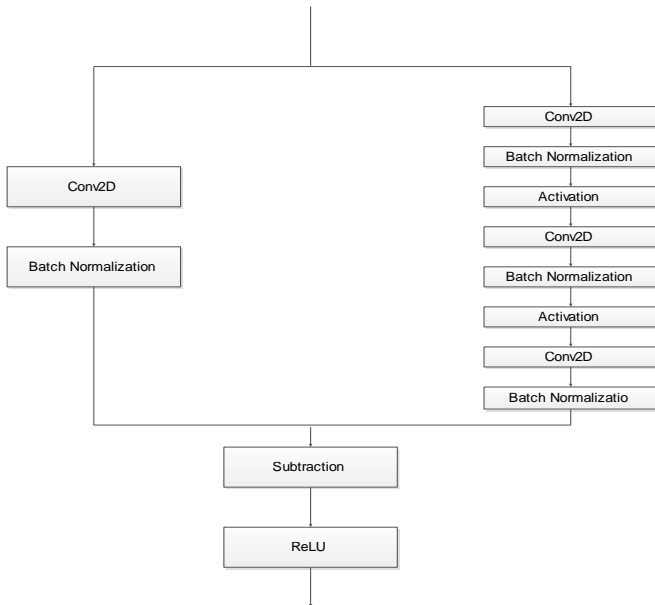 Conv2D
Batch Normalization
Conv2D
Batch Normalization
Activation
Conv2D
Batch Normalization
Activation
Conv2D
Batch Normalizatio
Subtraction
ReLU